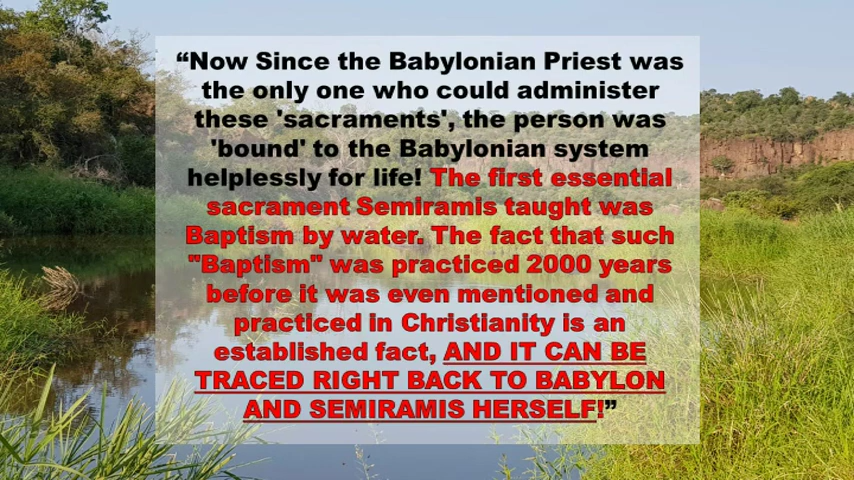 “Now Since the Babylonian Priest was
the only one who could administer
these 'sacraments', the person was
'bound' to the Babylonian system
helplessly for life! The first essential
sacrament Semiramis taught was
Baptism by water. The fact that such
"Baptism" was practiced 2000 years
before it was even mentioned and
practiced in Christianity is an
established fact, AND IT CAN BE
TRACED RIGHT BACK TO BABYLON
AND SEMIRAMIS HERSELF!”